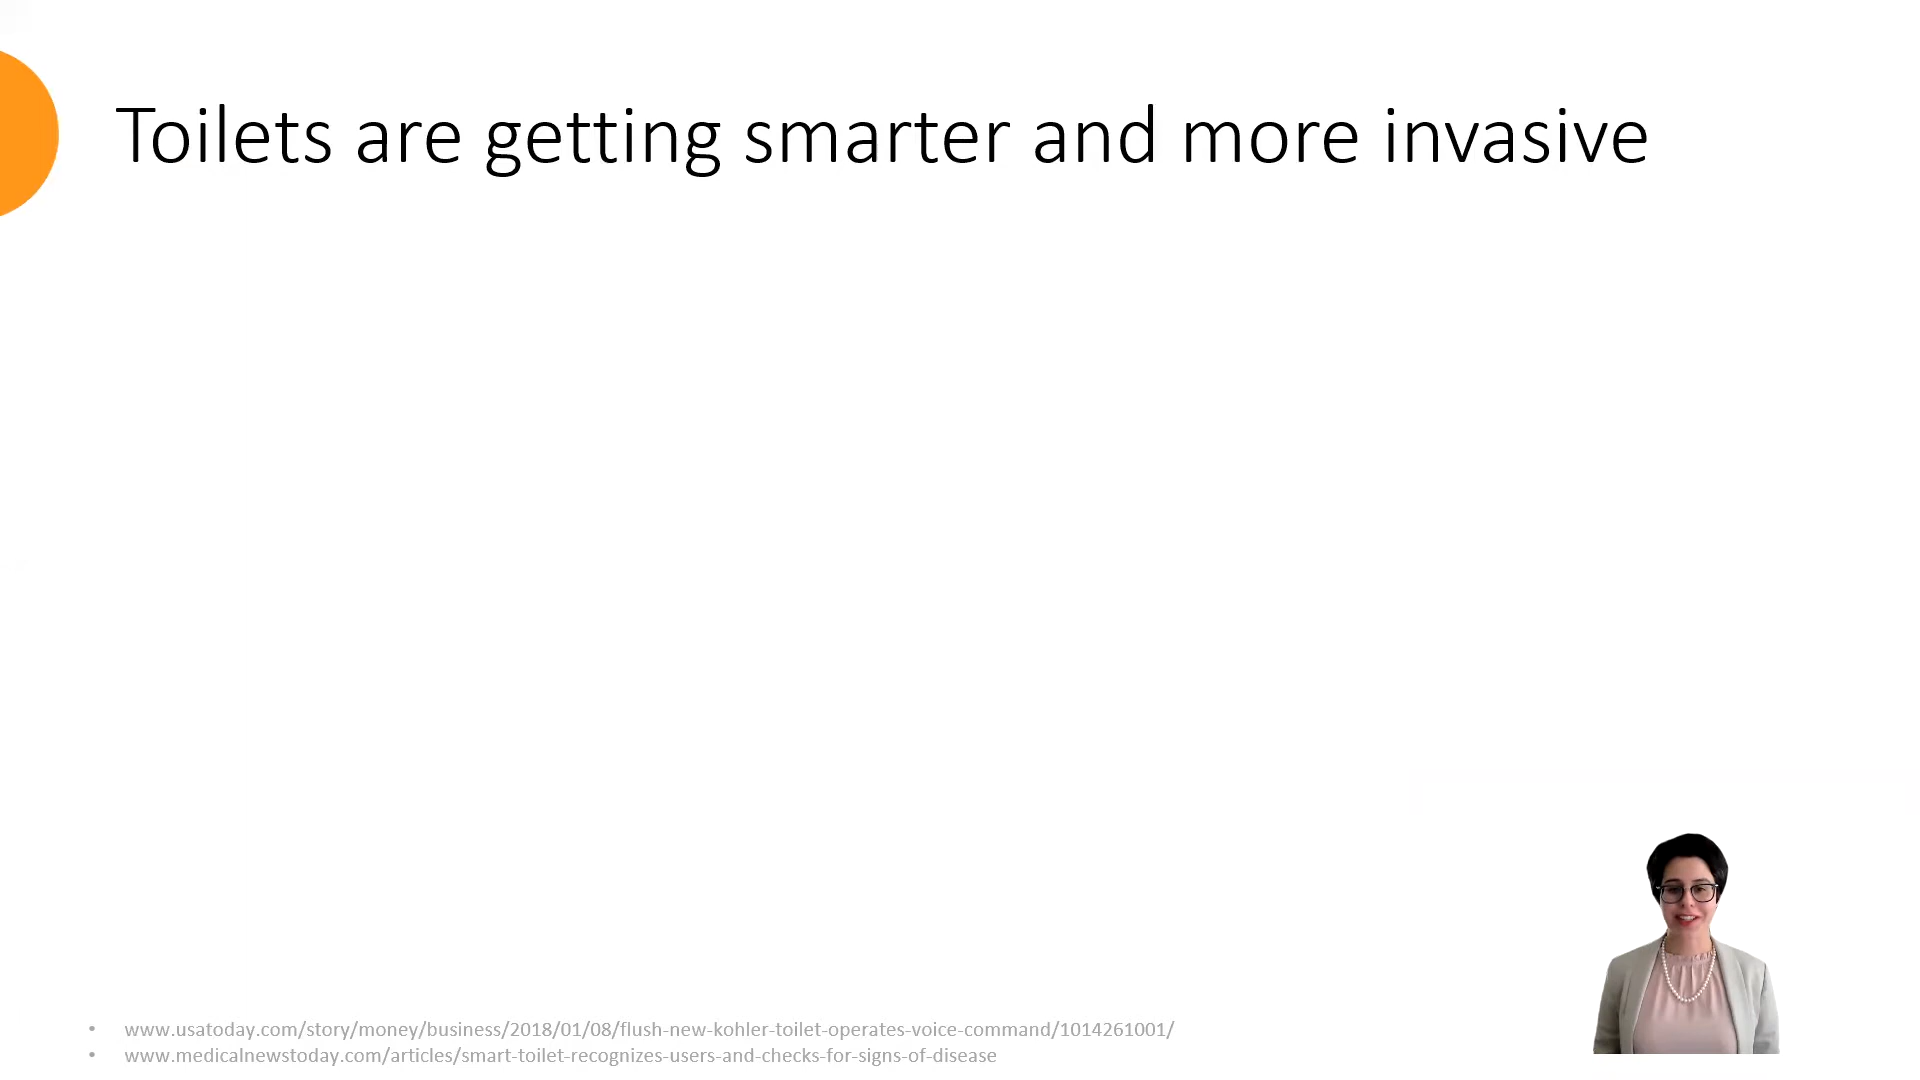 Toilets are getting smarter and more invasive
• www.usatoday.com/story/money/business/2018/01/08/flush-new-kohler-toilet-operates-voice-command/1014261001/
• www.medicalnewstoday.com/articles/smart-toilet-recognizes-users-and-checks-for-signs-of-disease